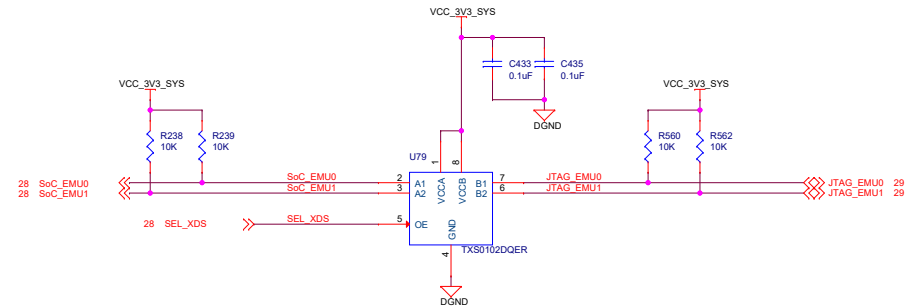 VCC_3V3_SYS
C433
0.1uF
C435
0.1uF
DGND
VCC_3V3_SYS
R238
10K
R239
10K
VCC_3V3_SYS
R560
10K
R562
10K
U79
1
8
VCCA
VCCB
28 SoC_EMU0
SoC_EMU0
2
A1
B1
7
JTAG_EMU0
JTAG_EMU0 29
28 SoC_EMU1
SoC_EMU1
3
A2
B2
6
JTAG_EMU1
JTAG_EMU1 29
28 SEL_XDS
SEL_XDS
5
OE
GND
TXS0102DQER
4
DGND